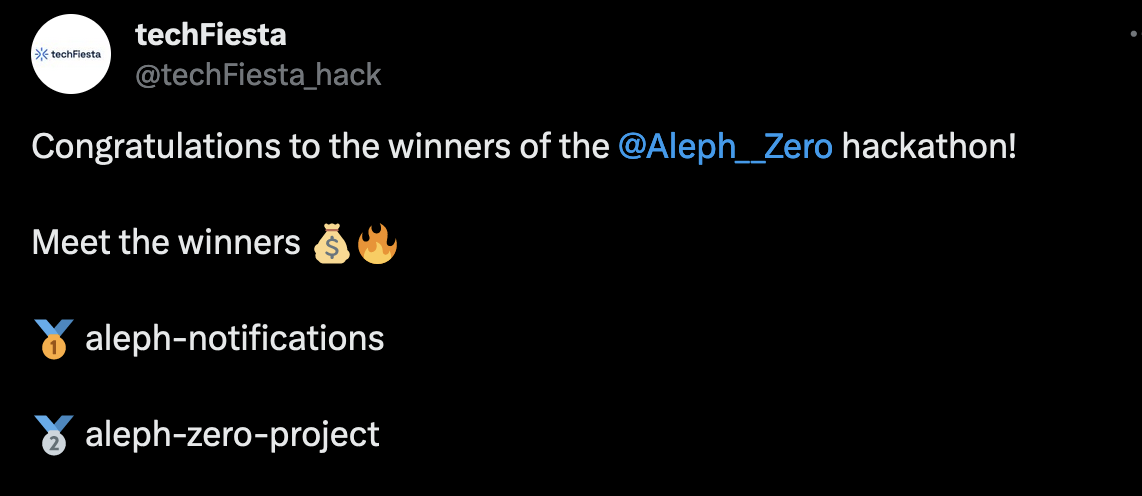 techFiesta
techFiesta
@techFiesta_hack
Congratulations to the winners of the @Aleph__Zero hackathon!
Meet the winners 💰🔥
🥇 aleph-notifications
🥈 aleph-zero-project